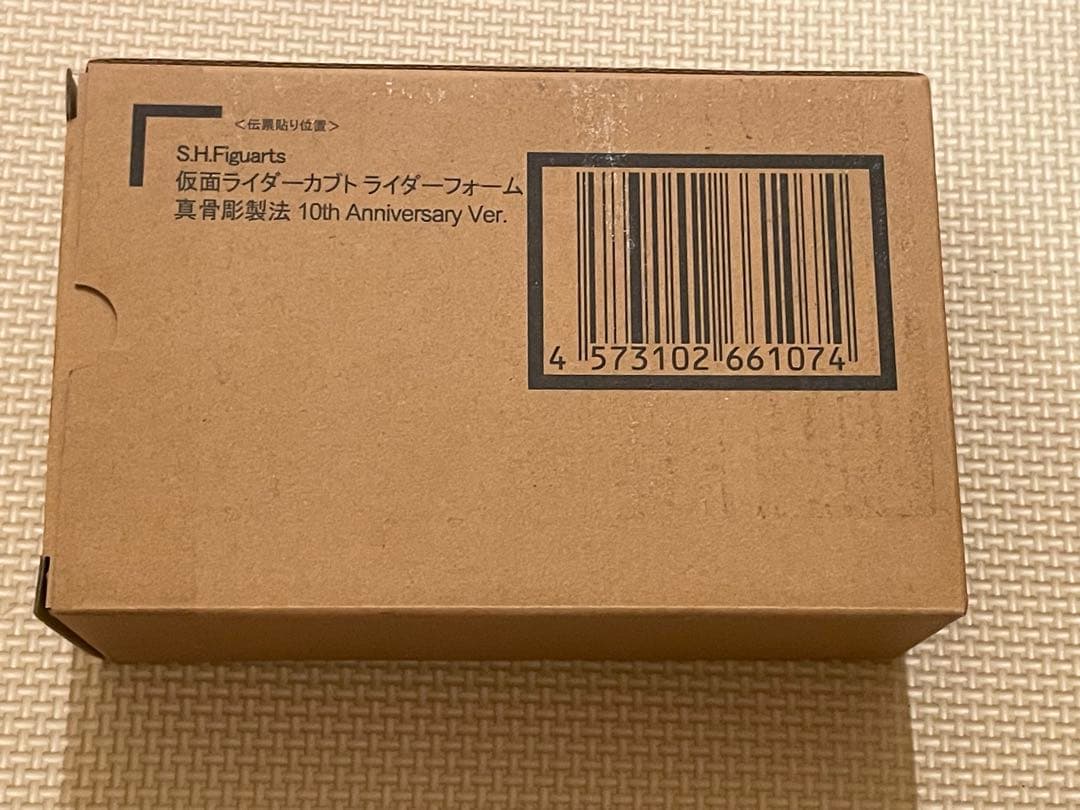 <伝票貼り位置>
S.H.Figuarts
仮面ライダーカブト ライダーフォーム
真骨彫製法 10th Anniversary Ver.
4 573102 661074